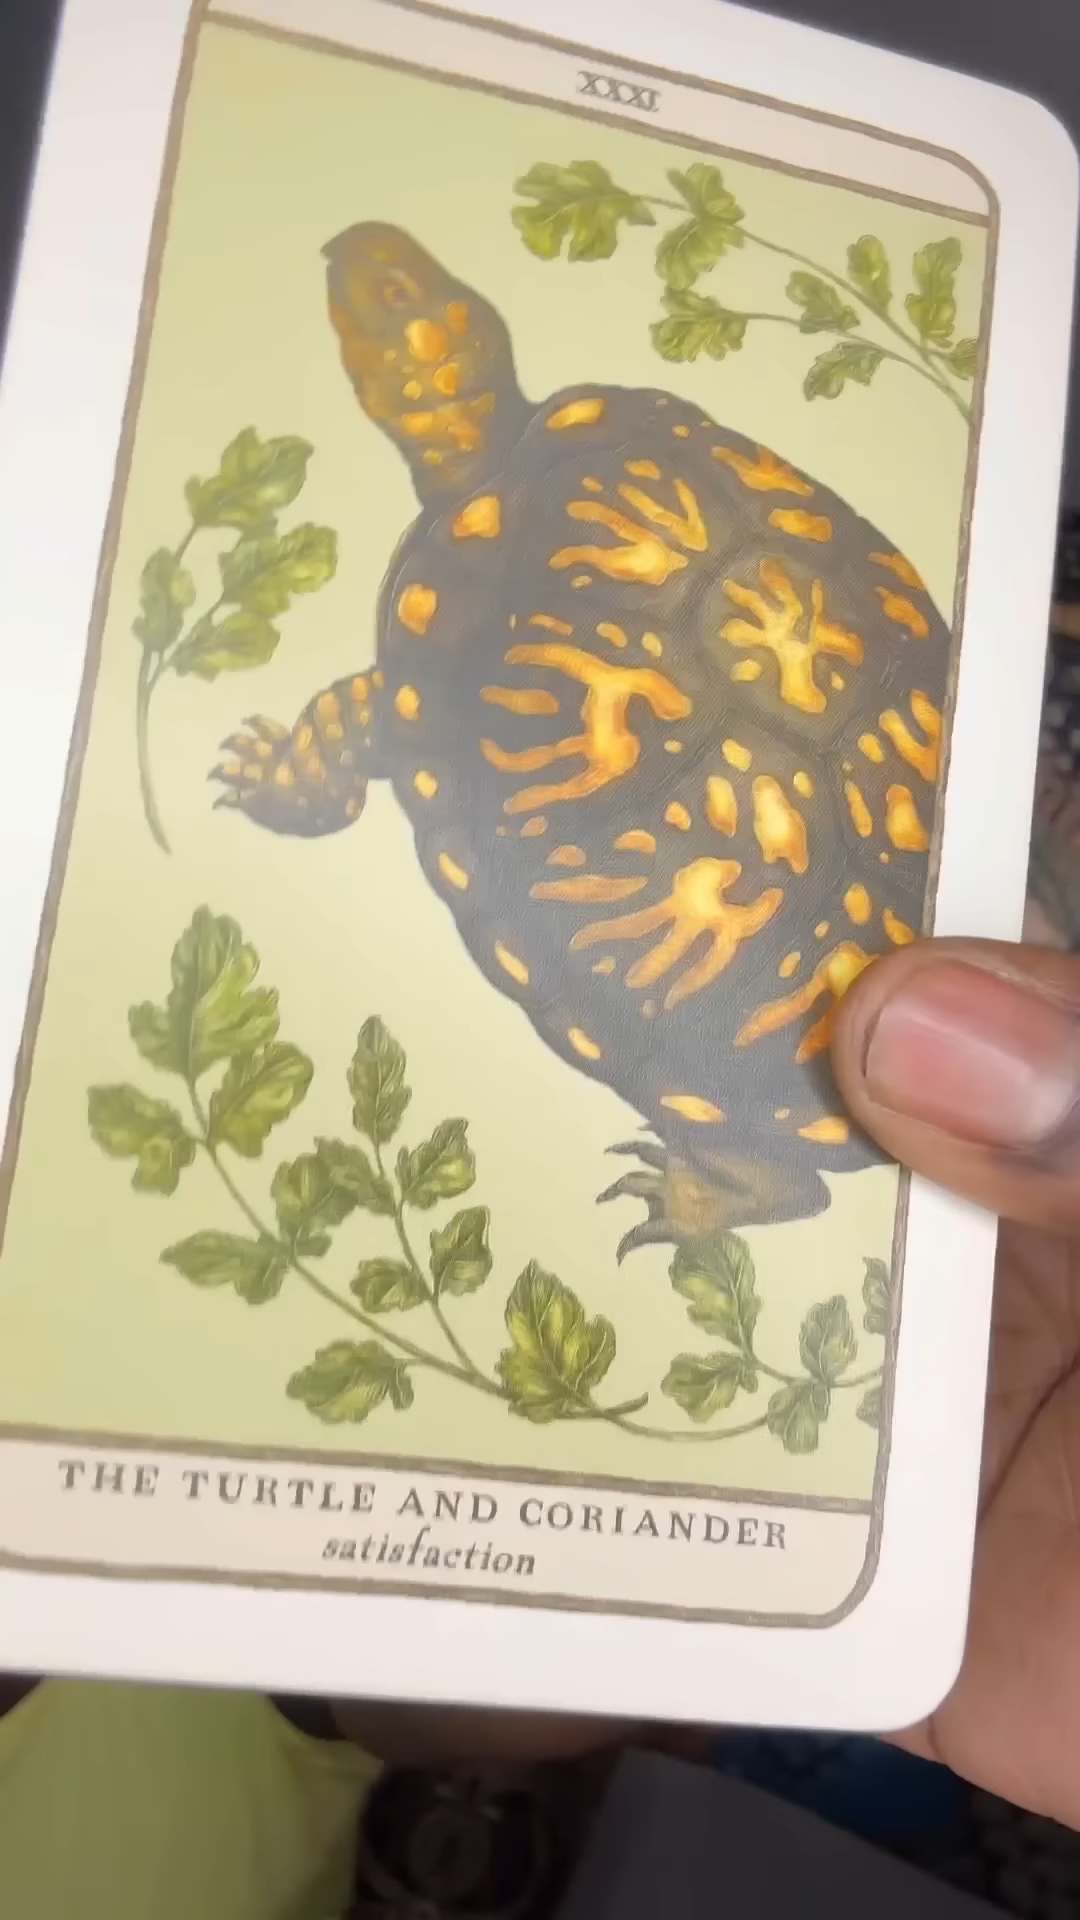 XXXI
THE TURTLE AND CORIANDER
satisfaction